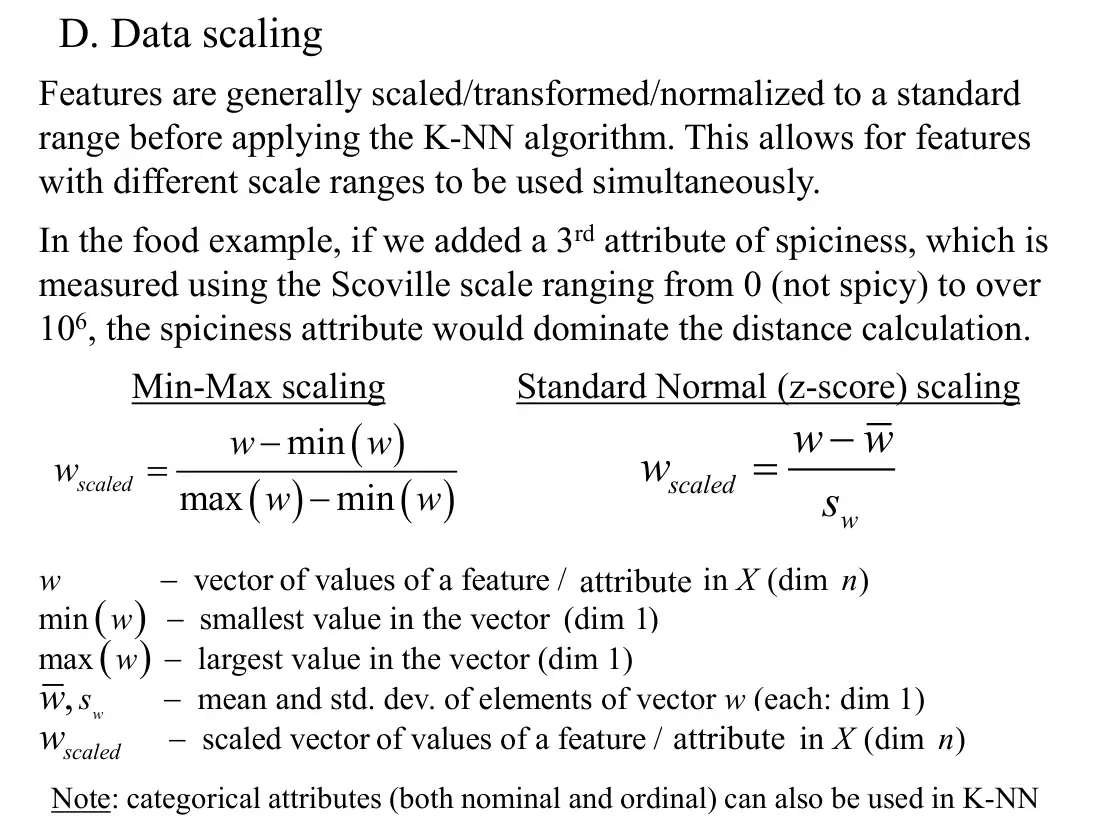 D. Data scaling
Features are generally scaled/transformed/normalized to a standard
range before applying the K-NN algorithm. This allows for features
with different scale ranges to be used simultaneously.
In the food example, if we added a 3rd attribute of spiciness, which is
measured using the Scoville scale ranging from 0 (not spicy) to over
10⁶, the spiciness attribute would dominate the distance calculation.
Min-Max scaling
w_scaled = (w − min(w)) / (max(w) − min(w))
Standard Normal (z-score) scaling
w_scaled = (w − w̅) / s_w
w – vector of values of a feature / attribute in X (dim n)
min(w) – smallest value in the vector (dim 1)
max(w) – largest value in the vector (dim 1)
w̅, s_w – mean and std. dev. of elements of vector w (each: dim 1)
w_scaled – scaled vector of values of a feature / attribute in X (dim n)
Note: categorical attributes (both nominal and ordinal) can also be used in K-NN